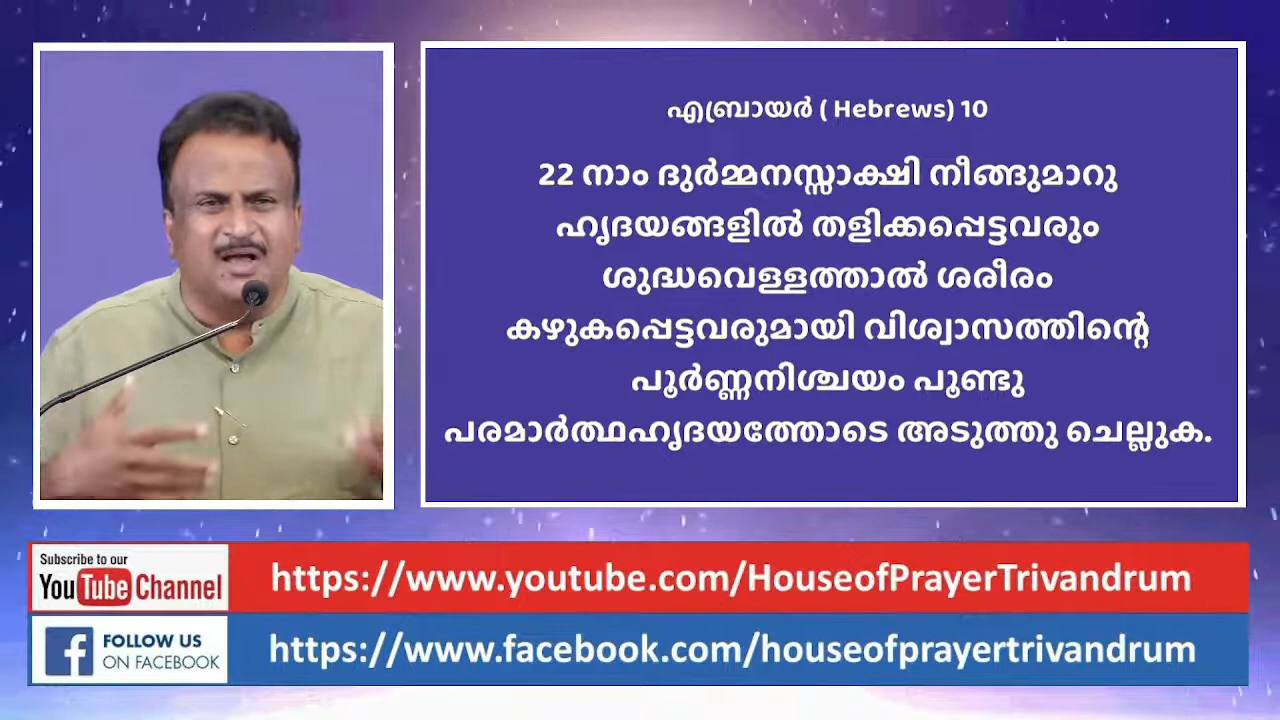 എബ്രായർ ( Hebrews) 10
22 നാം ദുർമ്മനസ്സാക്ഷി നീങ്ങുമാറു
ഹൃദയങ്ങളിൽ തളിക്കപ്പെട്ടവരും
ശുദ്ധവെള്ളത്താൽ ശരീരം
കഴുകപ്പെട്ടവരുമായി വിശ്വാസത്തിന്റെ
പൂർണ്ണനിശ്ചയം പൂണ്ടു
പരമാർത്ഥഹൃദയത്തോടെ അടുത്തു ചെല്ലുക.
Subscribe to our
YouTube Channel
https://www.youtube.com/HouseofPrayerTrivandrum
f FOLLOW US
ON FACEBOOK
https://www.facebook.com/houseofprayertrivandrum